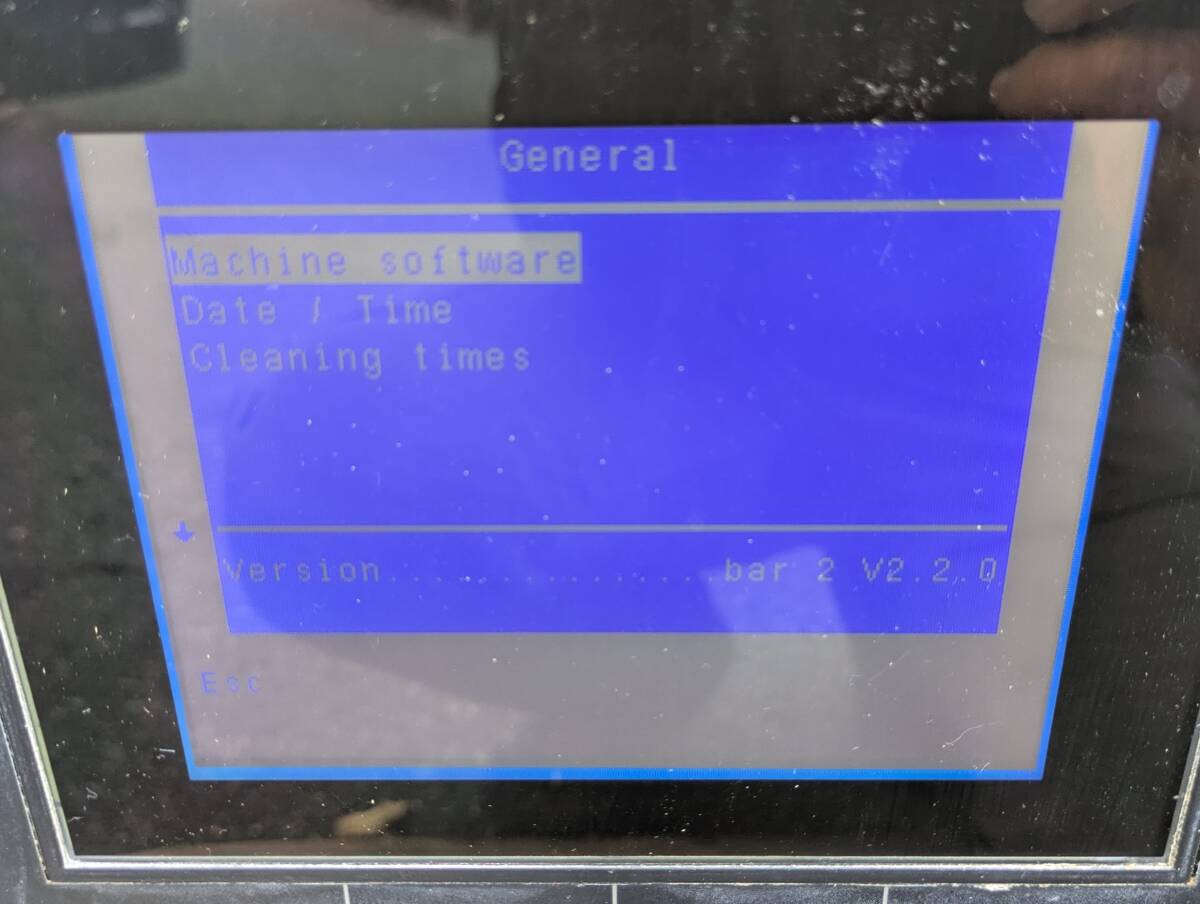 General
Machine software
Date / Time
Cleaning times
Version...................bar 2 V2.2.0
Esc